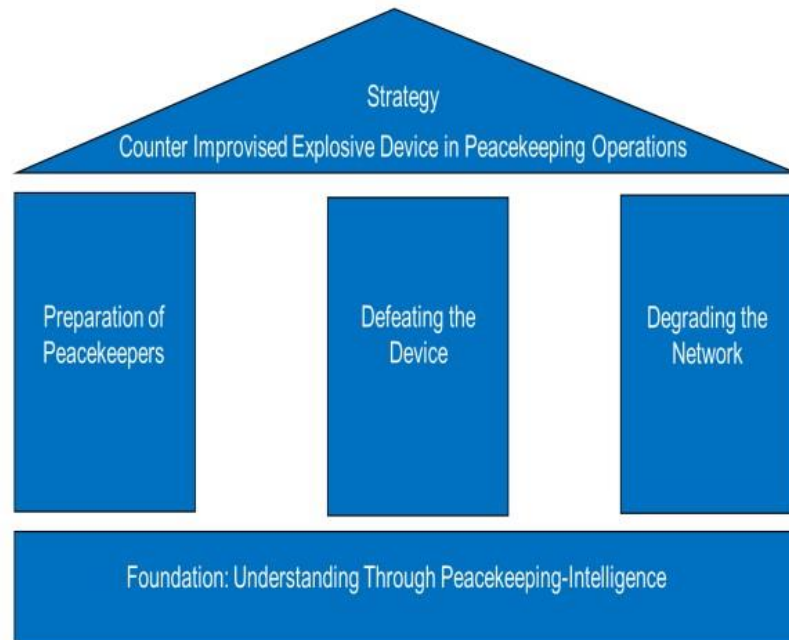 Strategy
Counter Improvised Explosive Device in Peacekeeping Operations
Preparation of
Peacekeepers
Defeating the
Device
Degrading the
Network
Foundation: Understanding Through Peacekeeping-Intelligence